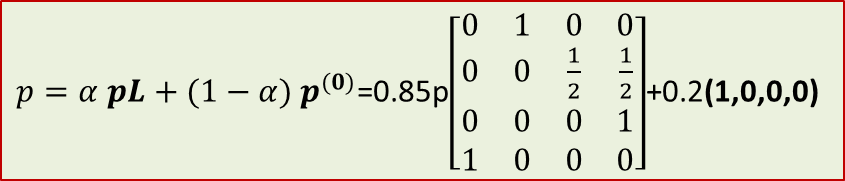 𝑝 = 𝛼 𝒑𝑳 + (1 − 𝛼) 𝒑⁽⁰⁾=0.85p[0 1 0 0; 0 0 1/2 1/2; 0 0 0 1; 1 0 0 0]+0.2(1,0,0,0)